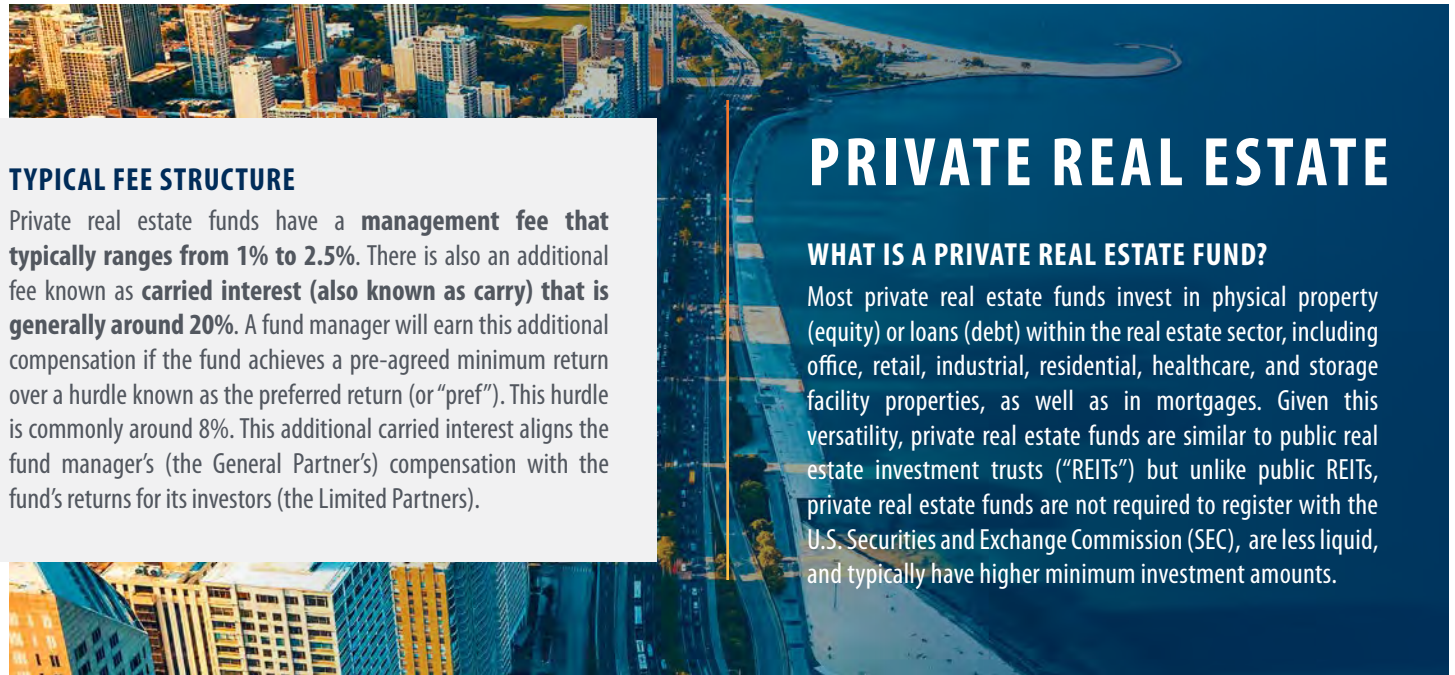 TYPICAL FEE STRUCTURE
Private real estate funds have a management fee that
typically ranges from 1% to 2.5%. There is also an additional
fee known as carried interest (also known as carry) that is
generally around 20%. A fund manager will earn this additional
compensation if the fund achieves a pre-agreed minimum return
over a hurdle known as the preferred return (or “pref”). This hurdle
is commonly around 8%. This additional carried interest aligns the
fund manager’s (the General Partner’s) compensation with the
fund’s returns for its investors (the Limited Partners).
PRIVATE REAL ESTATE
WHAT IS A PRIVATE REAL ESTATE FUND?
Most private real estate funds invest in physical property
(equity) or loans (debt) within the real estate sector, including
office, retail, industrial, residential, healthcare, and storage
facility properties, as well as in mortgages. Given this
versatility, private real estate funds are similar to public real
estate investment trusts (“REITs”) but unlike public REITs,
private real estate funds are not required to register with the
U.S. Securities and Exchange Commission (SEC), are less liquid,
and typically have higher minimum investment amounts.